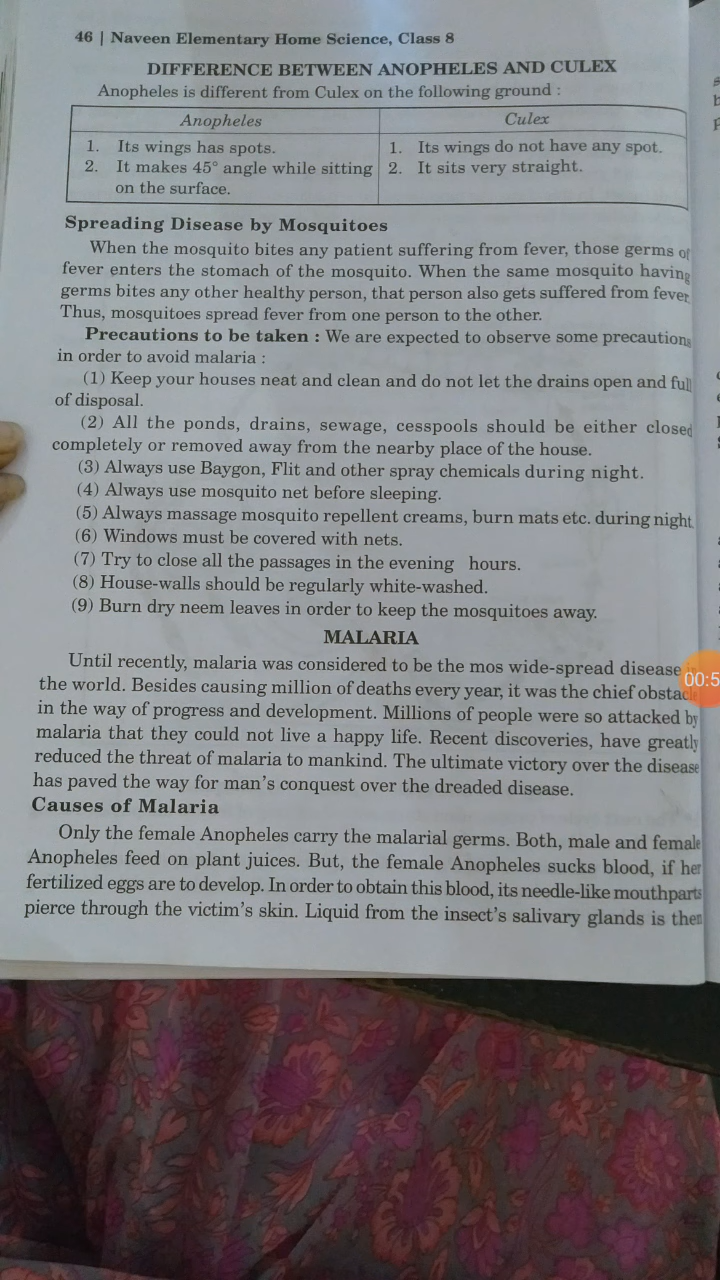 46 | Naveen Elementary Home Science, Class 8
DIFFERENCE BETWEEN ANOPHELES AND CULEX
Anopheles is different from Culex on the following ground :
Anopheles
Culex
1. Its wings has spots.
1. Its wings do not have any spot.
2. It makes 45° angle while sitting
2. It sits very straight.
on the surface.
Spreading Disease by Mosquitoes
When the mosquito bites any patient suffering from fever, those germs of
fever enters the stomach of the mosquito. When the same mosquito having
germs bites any other healthy person, that person also gets suffered from fever
Thus, mosquitoes spread fever from one person to the other.
Precautions to be taken : We are expected to observe some precautions
in order to avoid malaria :
(1) Keep your houses neat and clean and do not let the drains open and full
of disposal.
(2) All the ponds, drains, sewage, cesspools should be either closed
completely or removed away from the nearby place of the house.
(3) Always use Baygon, Flit and other spray chemicals during night.
(4) Always use mosquito net before sleeping.
(5) Always massage mosquito repellent creams, burn mats etc. during night
(6) Windows must be covered with nets.
(7) Try to close all the passages in the evening hours.
(8) House-walls should be regularly white-washed.
(9) Burn dry neem leaves in order to keep the mosquitoes away.
MALARIA
Until recently, malaria was considered to be the mos wide-spread disease
the world. Besides causing million of deaths every year, it was the chief obstacle
in the way of progress and development. Millions of people were so attacked by
malaria that they could not live a happy life. Recent discoveries, have greatly
reduced the threat of malaria to mankind. The ultimate victory over the disease
has paved the way for man's conquest over the dreaded disease.
Causes of Malaria
Only the female Anopheles carry the malarial germs. Both, male and female
Anopheles feed on plant juices. But, the female Anopheles sucks blood, if her
fertilized eggs are to develop. In order to obtain this blood, its needle-like mouthparts
pierce through the victim's skin. Liquid from the insect's salivary glands is then
00:5